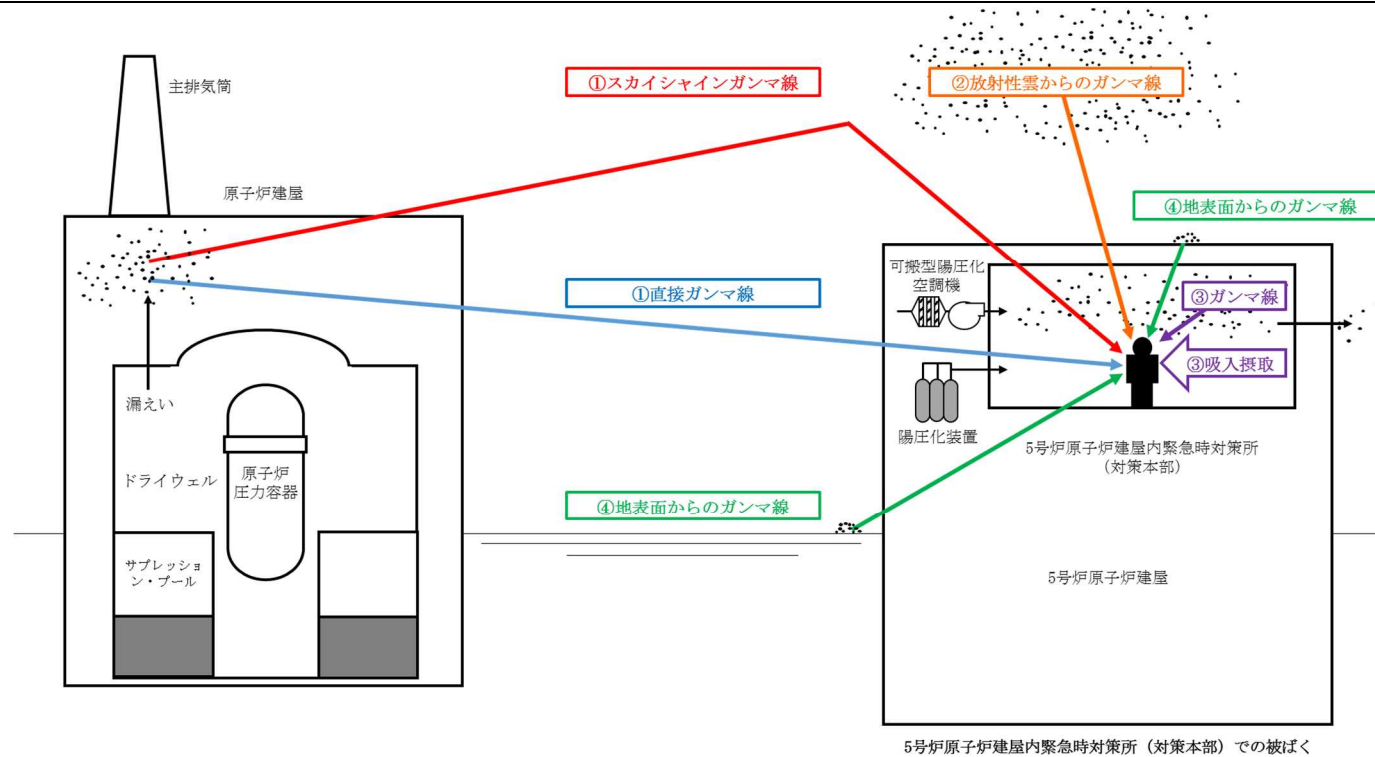 主排気筒
①スカイシャインガンマ線
②放射性雲からのガンマ線
原子炉建屋
④地表面からのガンマ線
可搬型陽圧化
空調機
①直接ガンマ線
③ガンマ線
③吸入摂取
漏えい
陽圧化装置
5号炉原子炉建屋内緊急時対策所
(対策本部)
ドライウェル
原子炉
圧力容器
④地表面からのガンマ線
サプレッショ
ン・プール
5号炉原子炉建屋
5号炉原子炉建屋内緊急時対策所（対策本部）での被ばく